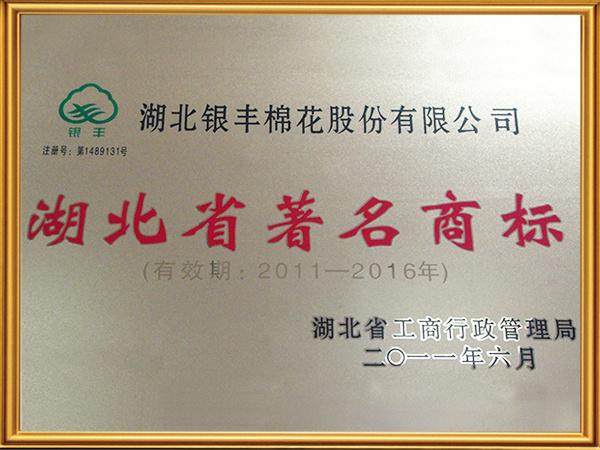 湖北银丰棉花股份有限公司
银丰
注册号：第1489131号
湖北省著名商标
(有效期：2011—2016年)
湖北省工商行政管理局
二〇一一年六月